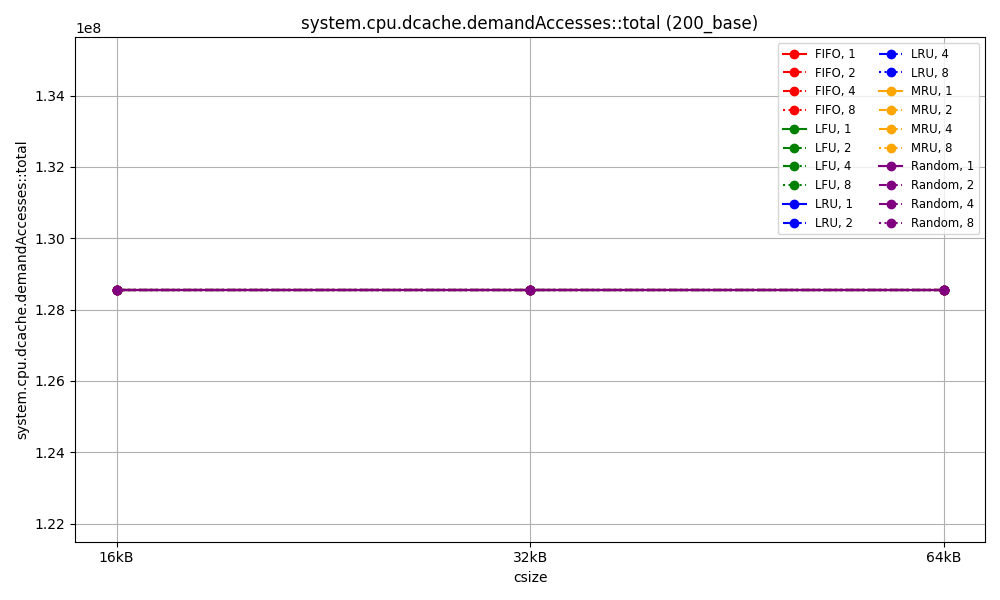 system.cpu.dcache.demandAccesses::total (200_base)
1e8
system.cpu.dcache.demandAccesses::total
1.34
1.32
1.30
1.28
1.26
1.24
1.22
FIFO, 1
FIFO, 2
FIFO, 4
FIFO, 8
LFU, 1
LFU, 2
LFU, 4
LFU, 8
LRU, 1
LRU, 2
LRU, 4
LRU, 8
MRU, 1
MRU, 2
MRU, 4
MRU, 8
Random, 1
Random, 2
Random, 4
Random, 8
16kB
32kB
64kB
csize